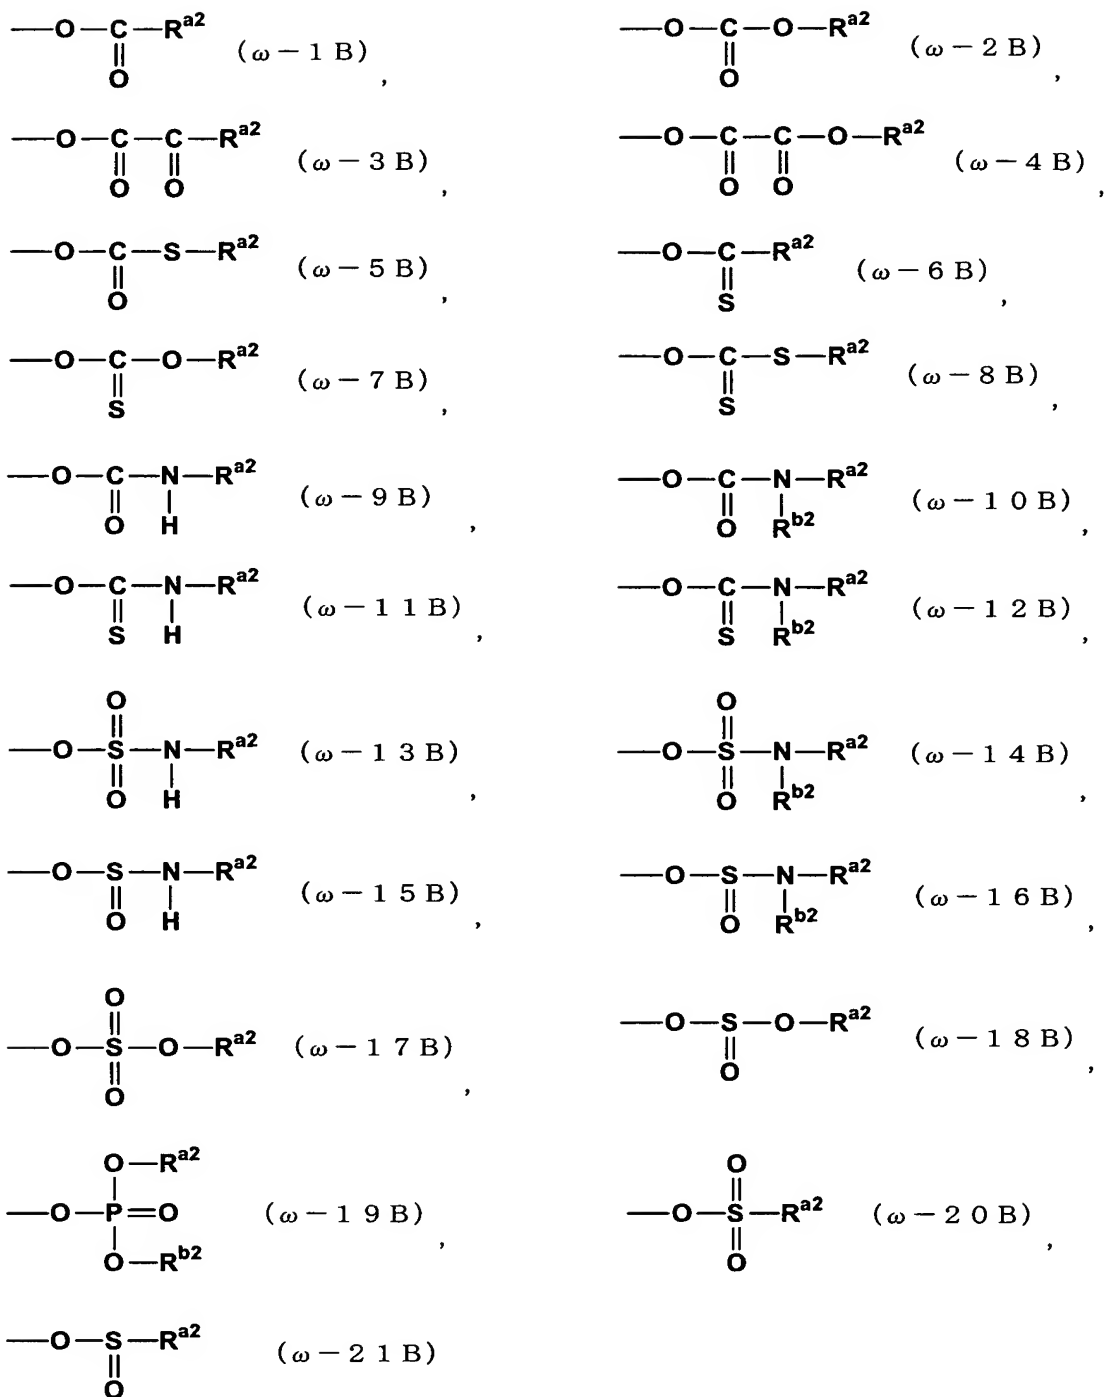 —O—C—R^a2 (ω−1B),
‖
O
—O—C—O—R^a2 (ω−2B),
‖
O
—O—C—C—R^a2 (ω−3B),
‖ ‖
O O
—O—C—C—O—R^a2 (ω−4B),
‖ ‖
O O
—O—C—S—R^a2 (ω−5B),
‖
O
—O—C—R^a2 (ω−6B),
‖
S
—O—C—O—R^a2 (ω−7B),
‖
S
—O—C—S—R^a2 (ω−8B),
‖
S
—O—C—N—R^a2 (ω−9B),
‖ |
O H
—O—C—N—R^a2 (ω−10B),
‖ |
O R^b2
—O—C—N—R^a2 (ω−11B),
‖ |
S H
—O—C—N—R^a2 (ω−12B),
‖ |
S R^b2
O
‖
—O—S—N—R^a2 (ω−13B),
‖ |
O H
O
‖
—O—S—N—R^a2 (ω−14B),
‖ |
O R^b2
—O—S—N—R^a2 (ω−15B),
‖ |
O H
—O—S—N—R^a2 (ω−16B),
‖ |
O R^b2
O
‖
—O—S—O—R^a2 (ω−17B),
‖
O
—O—S—O—R^a2 (ω−18B),
‖
O
O—R^a2
|
—O—P=O (ω−19B),
|
O—R^b2
O
‖
—O—S—R^a2 (ω−20B),
‖
O
—O—S—R^a2 (ω−21B)
‖
O